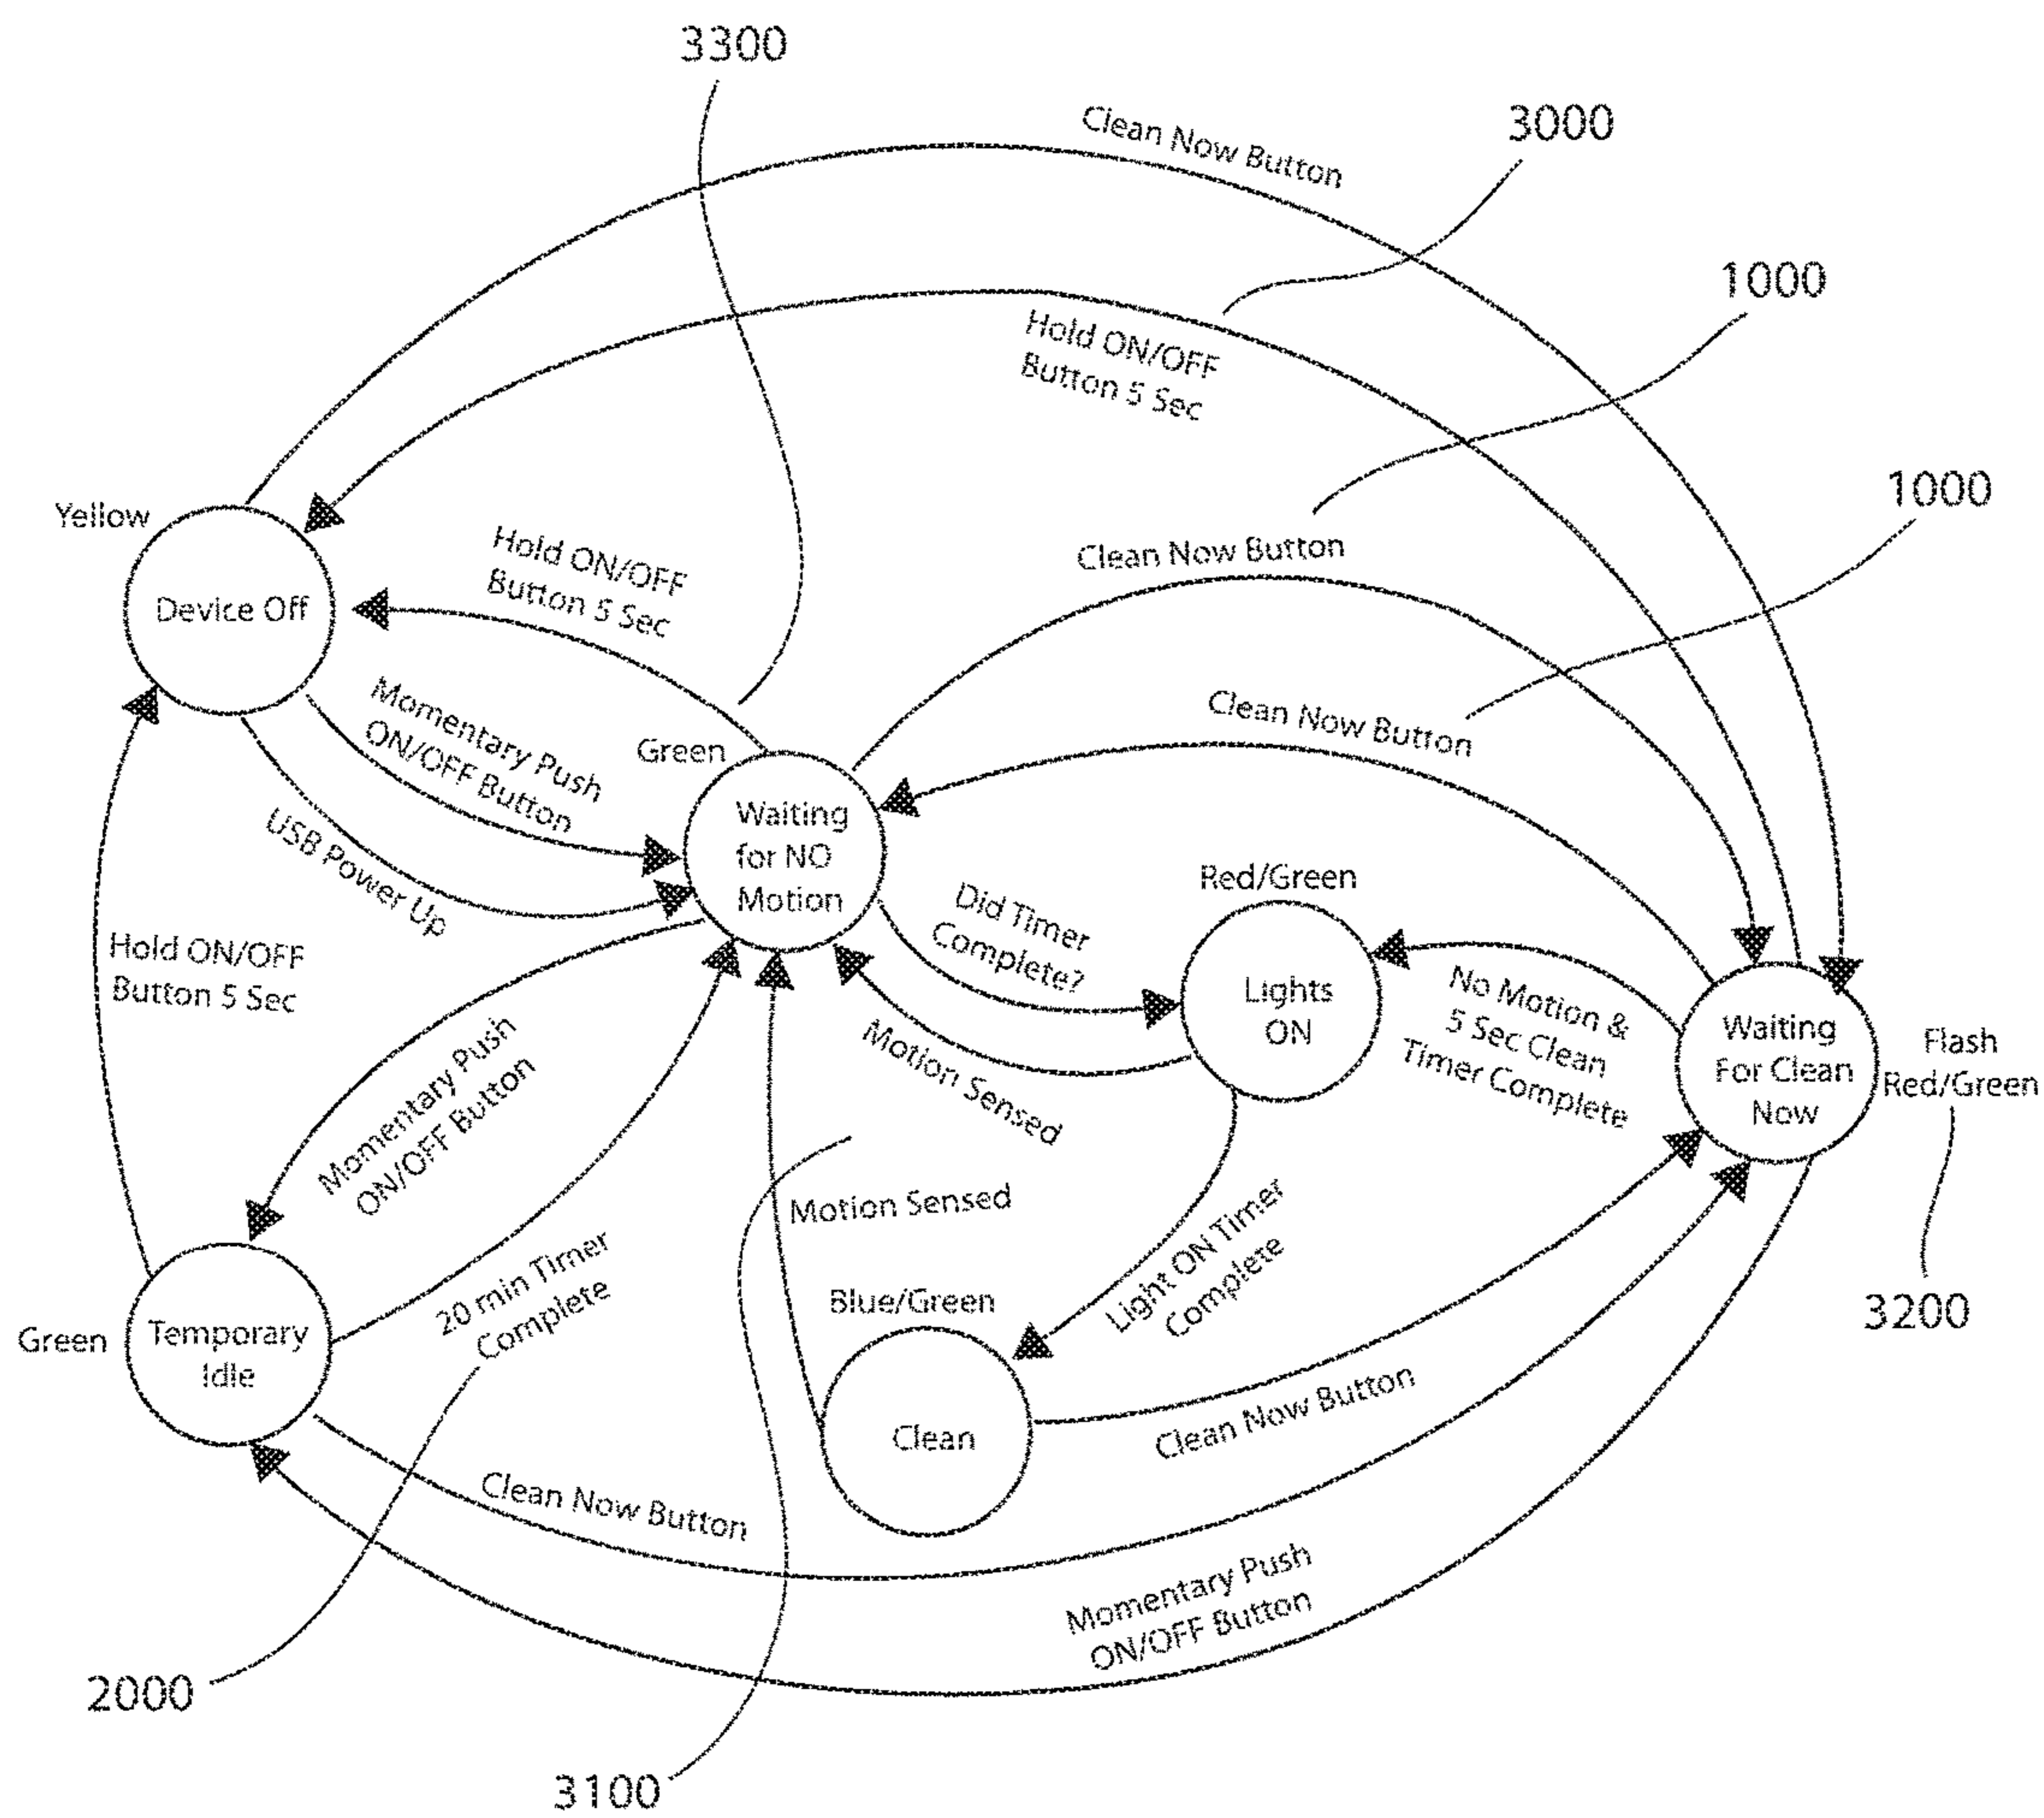 3300
3000
Clean Now Button
1000
Hold ON/OFF
Button 5 Sec
1000
Yellow
Hold ON/OFF
Button 5 Sec
Clean Now Button
Device Off
Momentary Push
ON/OFF Button
Green
Clean Now Button
USB Power Up
Waiting
for NO
Motion
Red/Green
Did Timer
Complete?
Hold ON/OFF
Button 5 Sec
Lights
ON
No Motion &
5 Sec Clean
Timer Complete
Waiting
For Clean
Now
Flash
Red/Green
Momentary Push
ON/OFF Button
Motion Sensed
Motion Sensed
Light ON Timer
Complete
20 min Timer
Complete
Blue/Green
3200
Green
Temporary
Idle
Clean
Clean Now Button
Clean Now Button
Momentary Push
ON/OFF Button
2000
3100